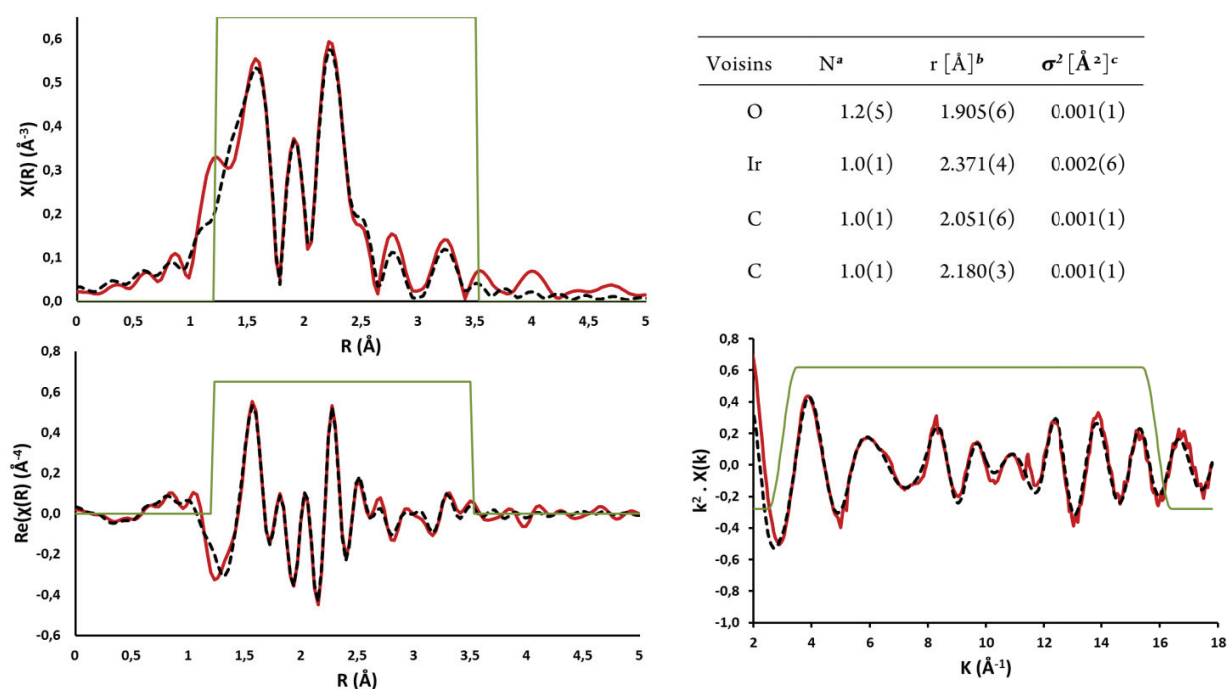 X(R) (Å⁻³)
0,6
0,5
0,4
0,3
0,2
0,1
0,0
0 0,5 1 1,5 2 2,5 3 3,5 4 4,5 5
R (Å)
Voisins Nᵃ r [Å]ᵇ σ² [Å²]ᶜ
O 1.2(5) 1.905(6) 0.001(1)
Ir 1.0(1) 2.371(4) 0.002(6)
C 1.0(1) 2.051(6) 0.001(1)
C 1.0(1) 2.180(3) 0.001(1)
Re(χ(R) (Å⁻⁴)
0,8
0,6
0,4
0,2
0,0
-0,2
-0,4
-0,6
0 0,5 1 1,5 2 2,5 3 3,5 4 4,5 5
R (Å)
k² . X(k)
0,8
0,6
0,4
0,2
0,0
-0,2
-0,4
-0,6
-0,8
-1,0
2 4 6 8 10 12 14 16 18
K (Å⁻¹)